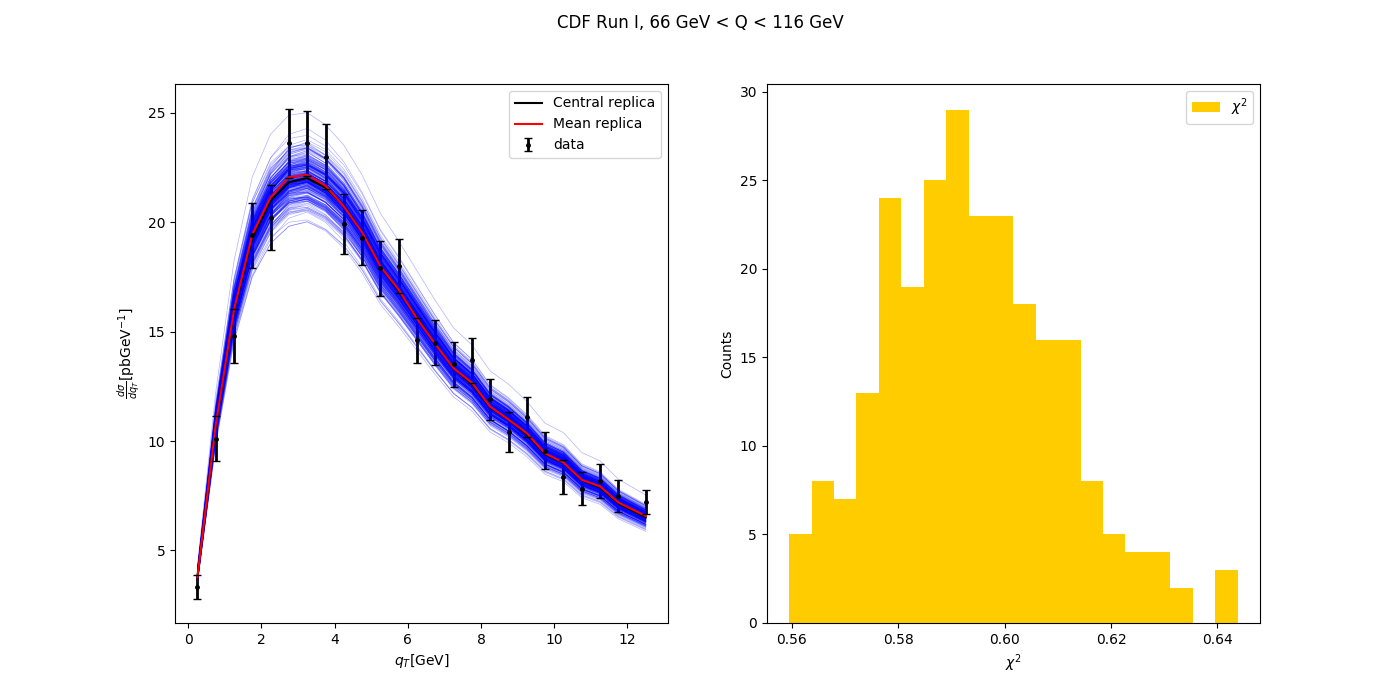 CDF Run I, 66 GeV < Q < 116 GeV
25
20
15
10
5
dσ/dq_T [pbGeV⁻¹]
Central replica
Mean replica
data
0 2 4 6 8 10 12
q_T[GeV]
30
25
20
15
10
5
0
Counts
χ²
0.56 0.58 0.60 0.62 0.64
χ²